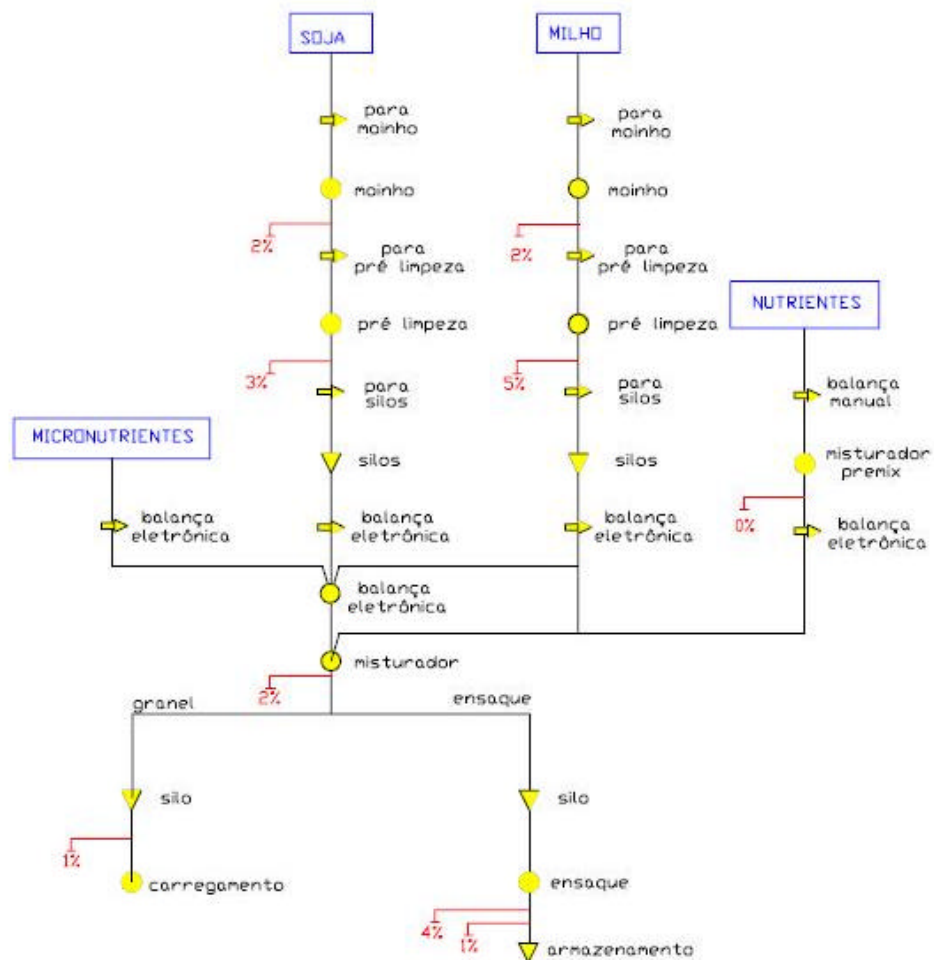 SOJA
MILHO
para
moinho
para
moinho
moinho
moinho
2%
2%
para
pré limpeza
para
pré limpeza
NUTRIENTES
pré limpeza
pré limpeza
3%
5%
para
silos
para
silos
balança
manual
MICRONUTRIENTES
silos
silos
misturador
premix
balança
eletrônica
balança
eletrônica
balança
eletrônica
0%
balança
eletrônica
balança
eletrônica
misturador
2%
granel
ensaque
silo
silo
1%
carregamento
ensaque
4%
1%
armazenamento